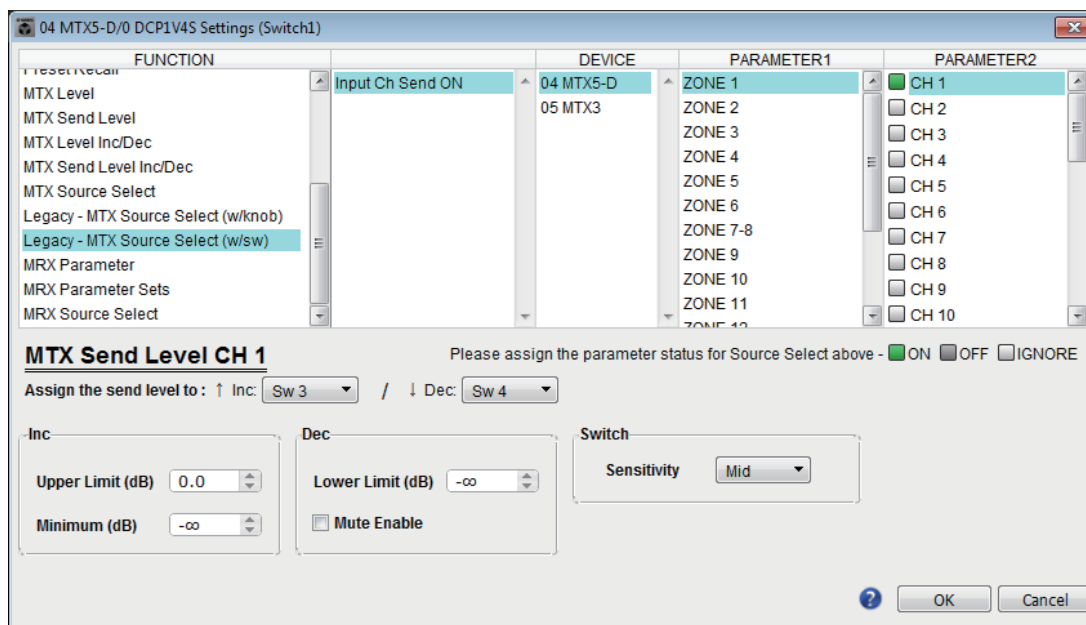 04 MTX5-D/0 DCP1V4S Settings (Switch1)
FUNCTION
Preset Recall
MTX Level
MTX Send Level
MTX Level Inc/Dec
MTX Send Level Inc/Dec
MTX Source Select
Legacy - MTX Source Select (w/knob)
Legacy - MTX Source Select (w/sw)
MRX Parameter
MRX Parameter Sets
MRX Source Select
Input Ch Send ON
DEVICE
04 MTX5-D
05 MTX3
PARAMETER1
ZONE 1
ZONE 2
ZONE 3
ZONE 4
ZONE 5
ZONE 6
ZONE 7-8
ZONE 9
ZONE 10
ZONE 11
ZONE 12
PARAMETER2
CH 1
CH 2
CH 3
CH 4
CH 5
CH 6
CH 7
CH 8
CH 9
CH 10
MTX Send Level CH 1
Please assign the parameter status for Source Select above - ON OFF IGNORE
Assign the send level to : ↑ Inc: Sw 3 / ↓ Dec: Sw 4
Inc
Upper Limit (dB) 0.0
Minimum (dB) -∞
Dec
Lower Limit (dB) -∞
Mute Enable
Switch
Sensitivity Mid
?
OK
Cancel